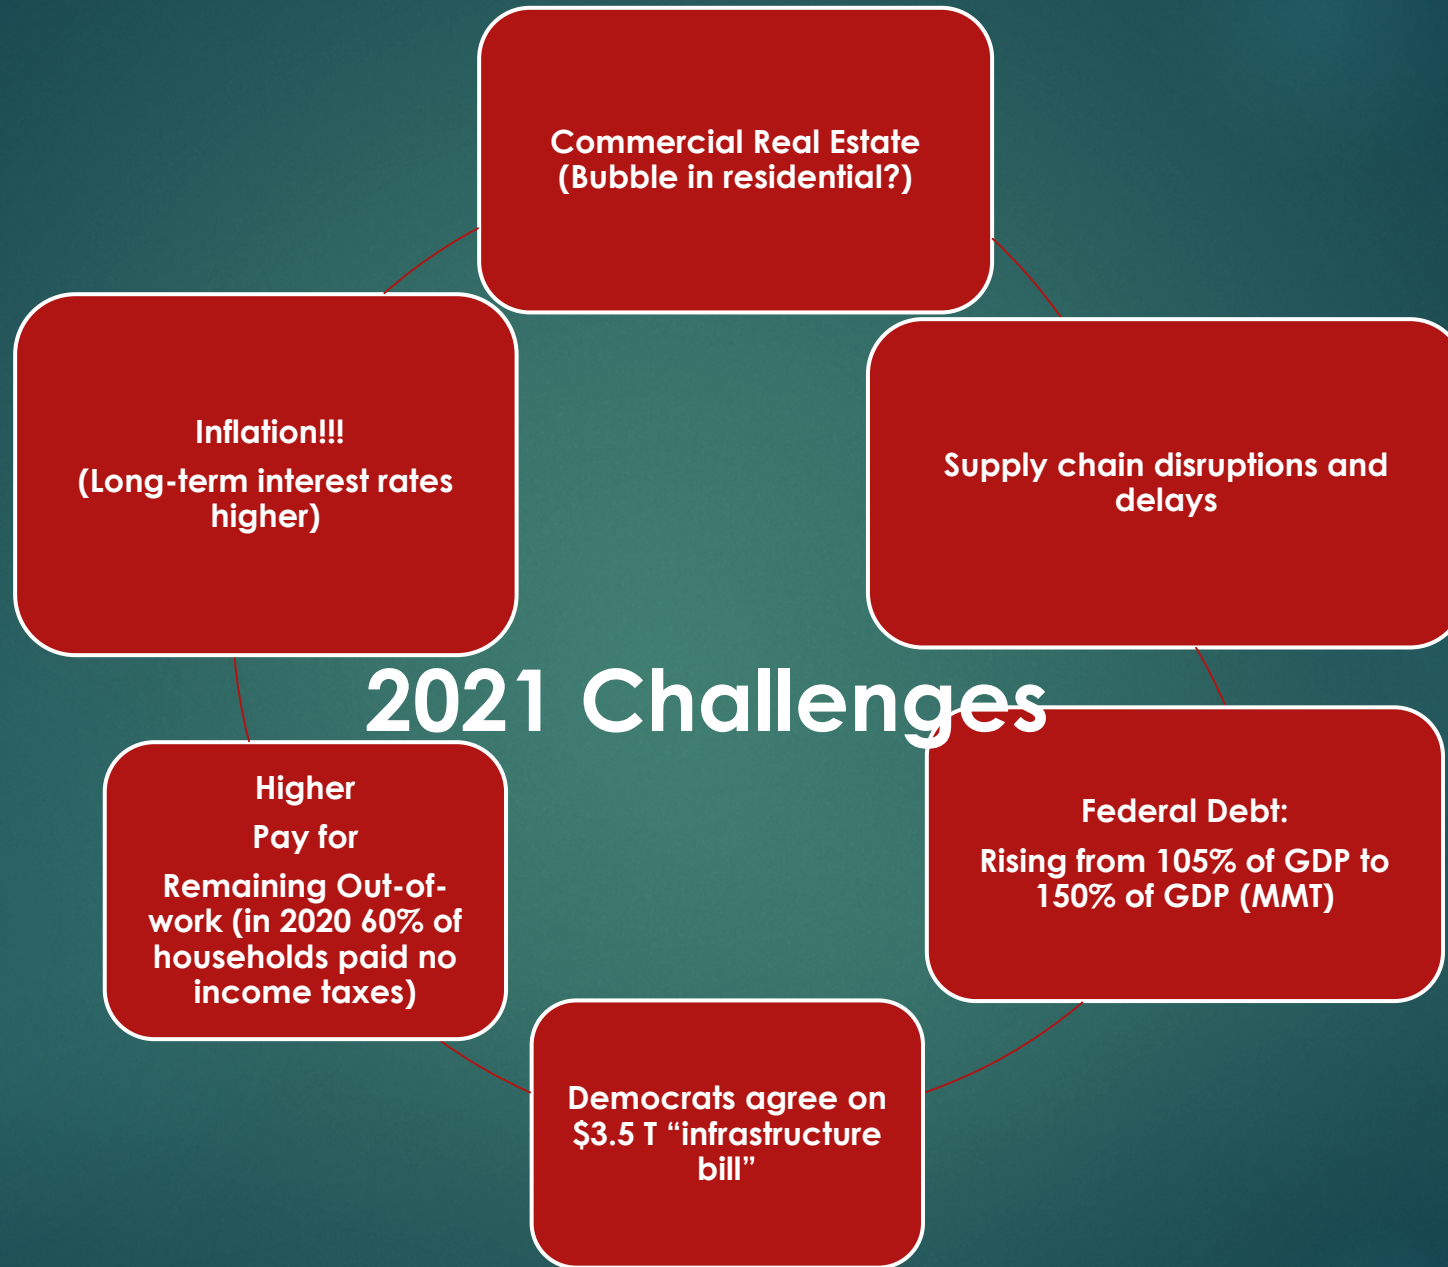 Commercial Real Estate
(Bubble in residential?)
Supply chain disruptions and
delays
Federal Debt:
Rising from 105% of GDP to
150% of GDP (MMT)
Democrats agree on
$3.5 T “infrastructure
bill”
Higher
Pay for
Remaining Out-of-
work (in 2020 60% of
households paid no
income taxes)
Inflation!!!
(Long-term interest rates
higher)
2021 Challenges